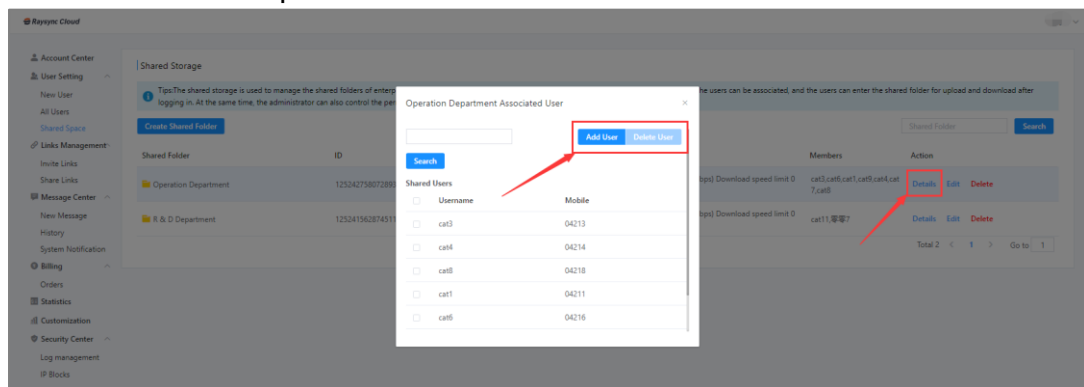 Raysync Cloud
Account Center
User Setting
New User
All Users
Shared Space
Links Management
Invite Links
Share Links
Message Center
New Message
History
System Notification
Billing
Orders
Statistics
Customization
Security Center
Log management
IP Blocks
Shared Storage
Tips:The shared storage is used to manage the shared folders of enterp
he users can be associated, and the users can enter the shared folder for upload and download after
logging in. At the same time, the administrator can also control the per
Create Shared Folder
Shared Folder
Search
Shared Folder
ID
Members
Action
Operation Department
bps) Download speed limit 0
cat3,cat6,cat1,cat9,cat4,cat
7,cat8
Details
Edit
Delete
R & D Department
bps) Download speed limit 0
cat11,零零7
Details
Edit
Delete
Total 2
<
1
>
Go to
1
Operation Department Associated User
×
Add User
Delete User
Search
Shared Users
Username
Mobile
cat3
04213
cat4
04214
cat8
04218
cat1
04211
cat6
04216